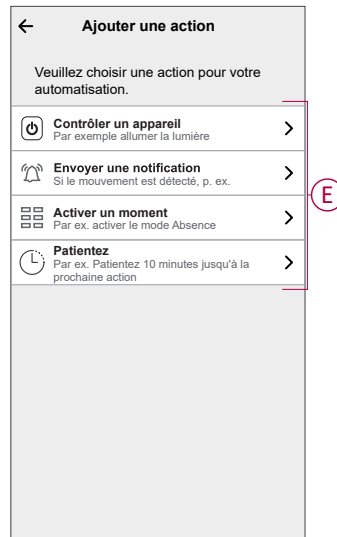 Ajouter une action
Veuillez choisir une action pour votre
automatisation.
Contrôler un appareil
Par exemple allumer la lumière
Envoyer une notification
Si le mouvement est détecté, p. ex.
Activer un moment
Par ex. activer le mode Absence
Patientez
Par ex. Patientez 10 minutes jusqu'à la
prochaine action
E